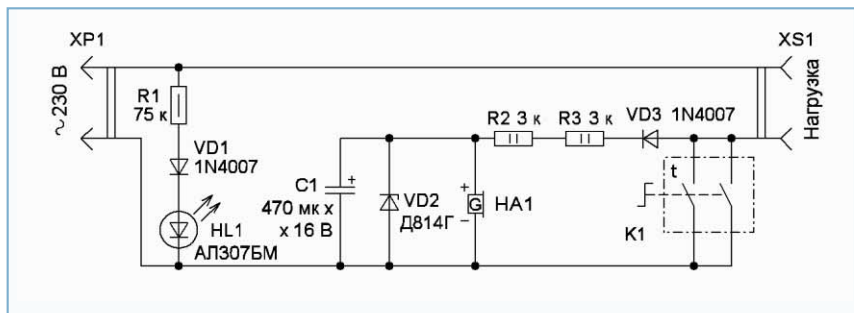 XP1
XS1
~230 В
R1
75 к
VD1
1N4007
HL1
АЛ307БМ
C1
+
470 мк х
х 16 В
VD2
Д814Г
+
G
–
HA1
R2 3 к
R3 3 к
VD3 1N4007
t
K1
Нагрузка